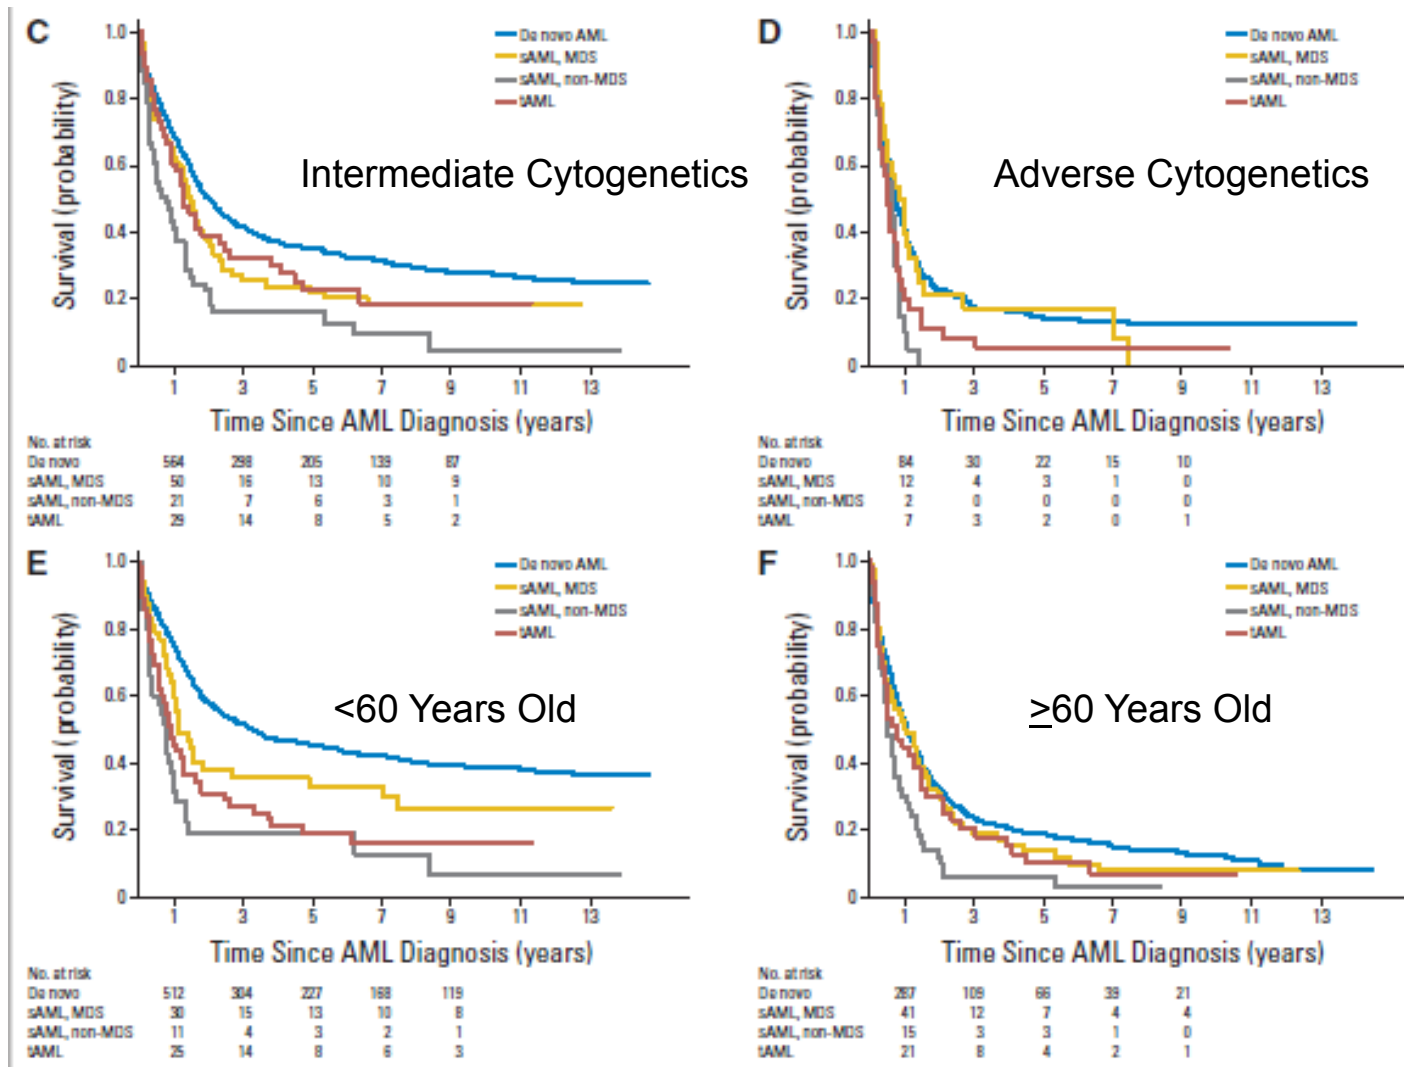 C
De novo AML
sAML, MDS
sAML, non-MDS
tAML
Intermediate Cytogenetics
Survival (probability)
1.0
0.8
0.6
0.4
0.2
0
1 3 5 7 9 11 13
Time Since AML Diagnosis (years)
No. at risk
De novo 564 298 205 139 87
sAML, MDS 50 16 13 10 9
sAML, non-MDS 21 7 6 3 1
tAML 29 14 8 5 2
D
De novo AML
sAML, MDS
sAML, non-MDS
tAML
Adverse Cytogenetics
Survival (probability)
1.0
0.8
0.6
0.4
0.2
0
1 3 5 7 9 11 13
Time Since AML Diagnosis (years)
No. at risk
De novo 84 30 22 15 10
sAML, MDS 12 4 3 1 0
sAML, non-MDS 2 0 0 0 0
tAML 7 3 2 0 1
E
De novo AML
sAML, MDS
sAML, non-MDS
tAML
<60 Years Old
Survival (probability)
1.0
0.8
0.6
0.4
0.2
0
1 3 5 7 9 11 13
Time Since AML Diagnosis (years)
No. at risk
De novo 512 304 227 168 119
sAML, MDS 30 15 13 10 8
sAML, non-MDS 11 4 3 2 1
tAML 25 14 8 6 3
F
De novo AML
sAML, MDS
sAML, non-MDS
tAML
≥60 Years Old
Survival (probability)
1.0
0.8
0.6
0.4
0.2
0
1 3 5 7 9 11 13
Time Since AML Diagnosis (years)
No. at risk
De novo 287 109 66 39 21
sAML, MDS 41 12 7 4 4
sAML, non-MDS 15 3 3 1 0
tAML 21 8 4 2 1